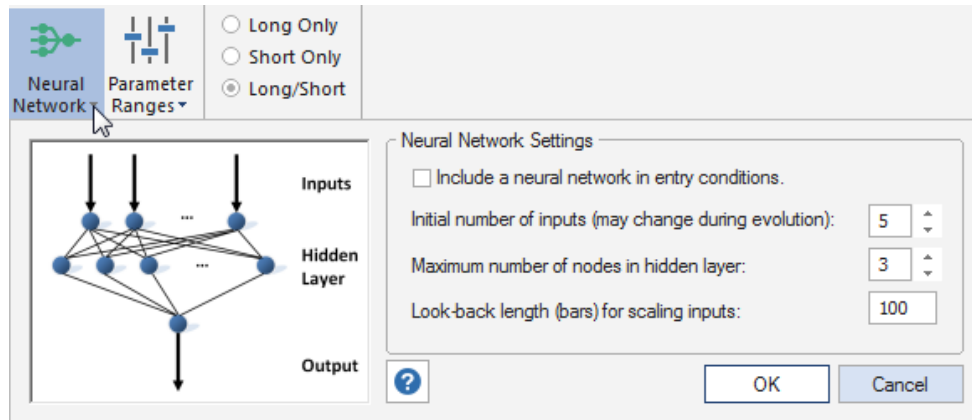 Neural
Network
Parameter
Ranges
Long Only
Short Only
Long/Short
Inputs
...
Hidden
Layer
...
Output
Neural Network Settings
Include a neural network in entry conditions.
Initial number of inputs (may change during evolution): 5
Maximum number of nodes in hidden layer: 3
Look-back length (bars) for scaling inputs: 100
?
OK Cancel